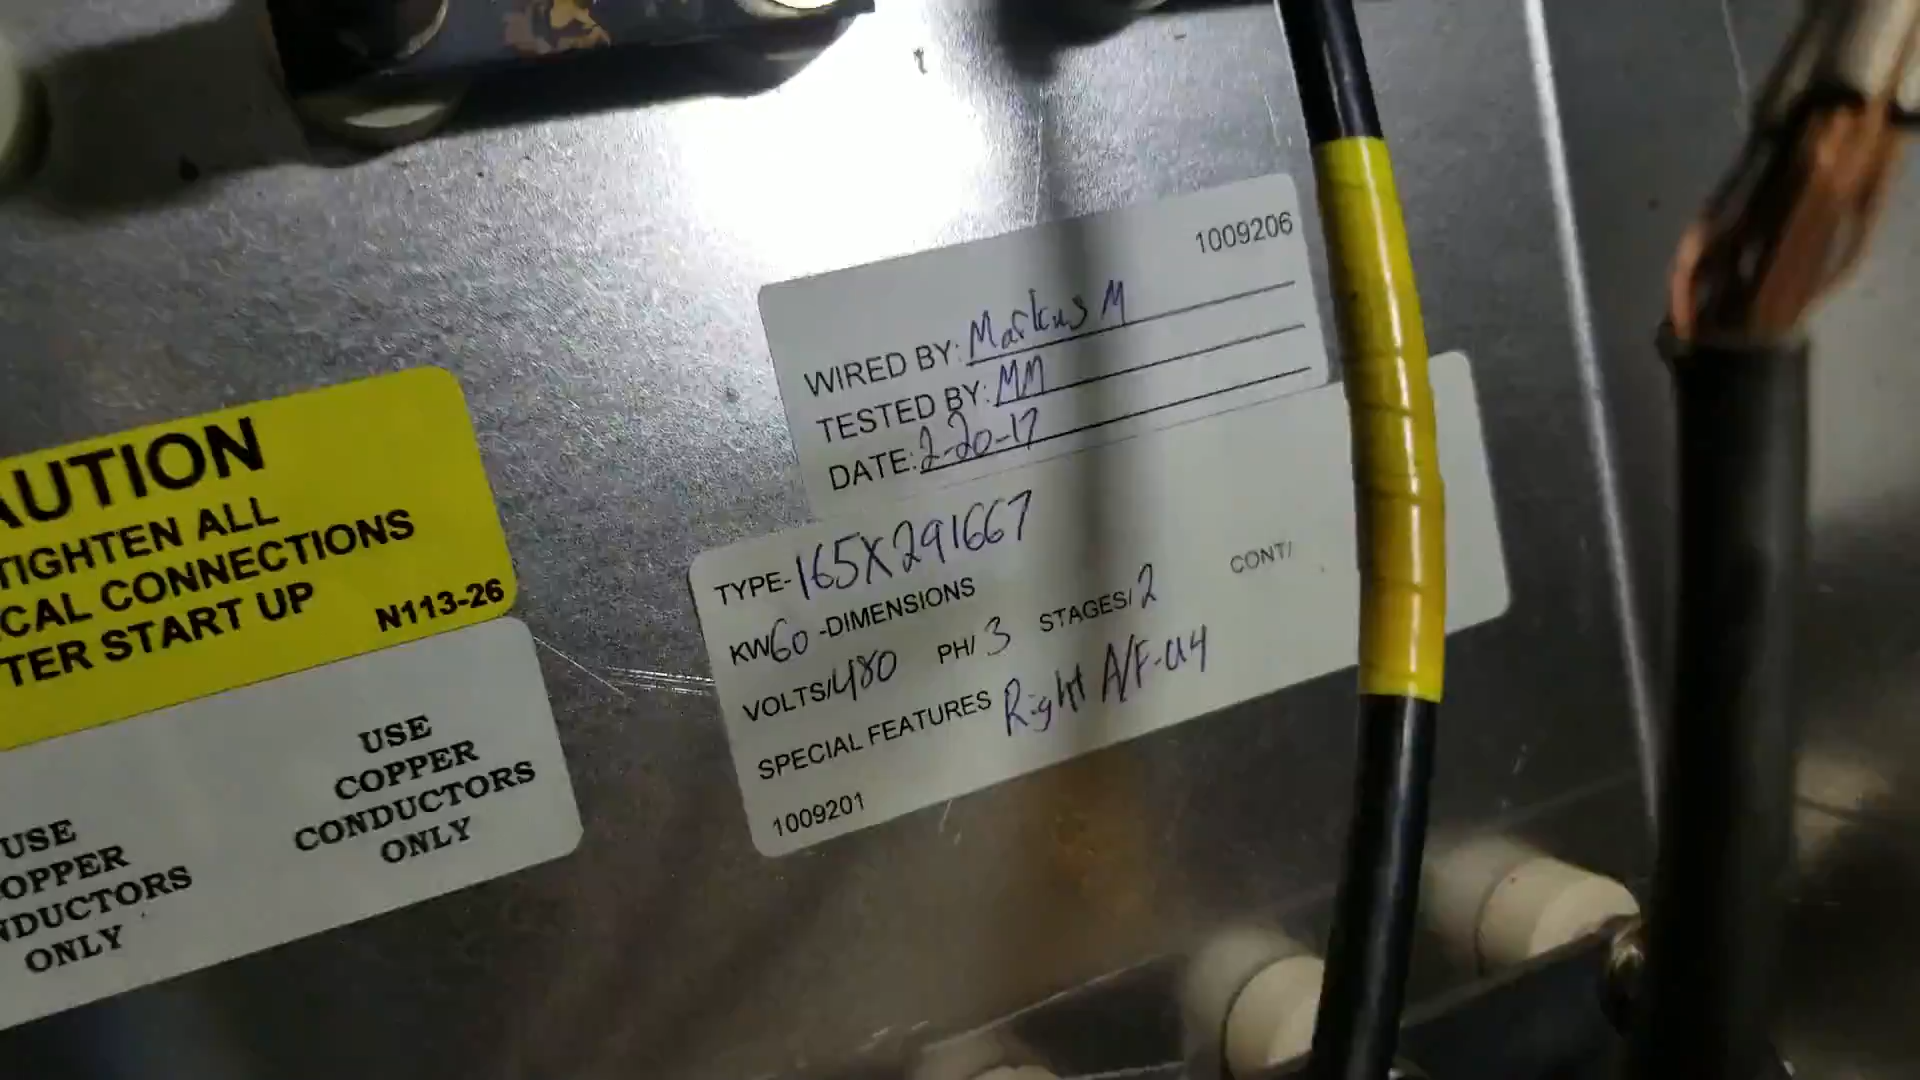 AUTION
TIGHTEN ALL
CAL CONNECTIONS
TER START UP
N113-26
USE
COPPER
CONDUCTORS
ONLY
USE
OPPER
NDUCTORS
ONLY
1009206
WIRED BY: Markus M
TESTED BY: MM
DATE: 2-20-17
TYPE-165X291667
KW60-DIMENSIONS
VOLTS/480 PH/3 STAGES/2 CONT/
SPECIAL FEATURES Right A/F-U4
1009201